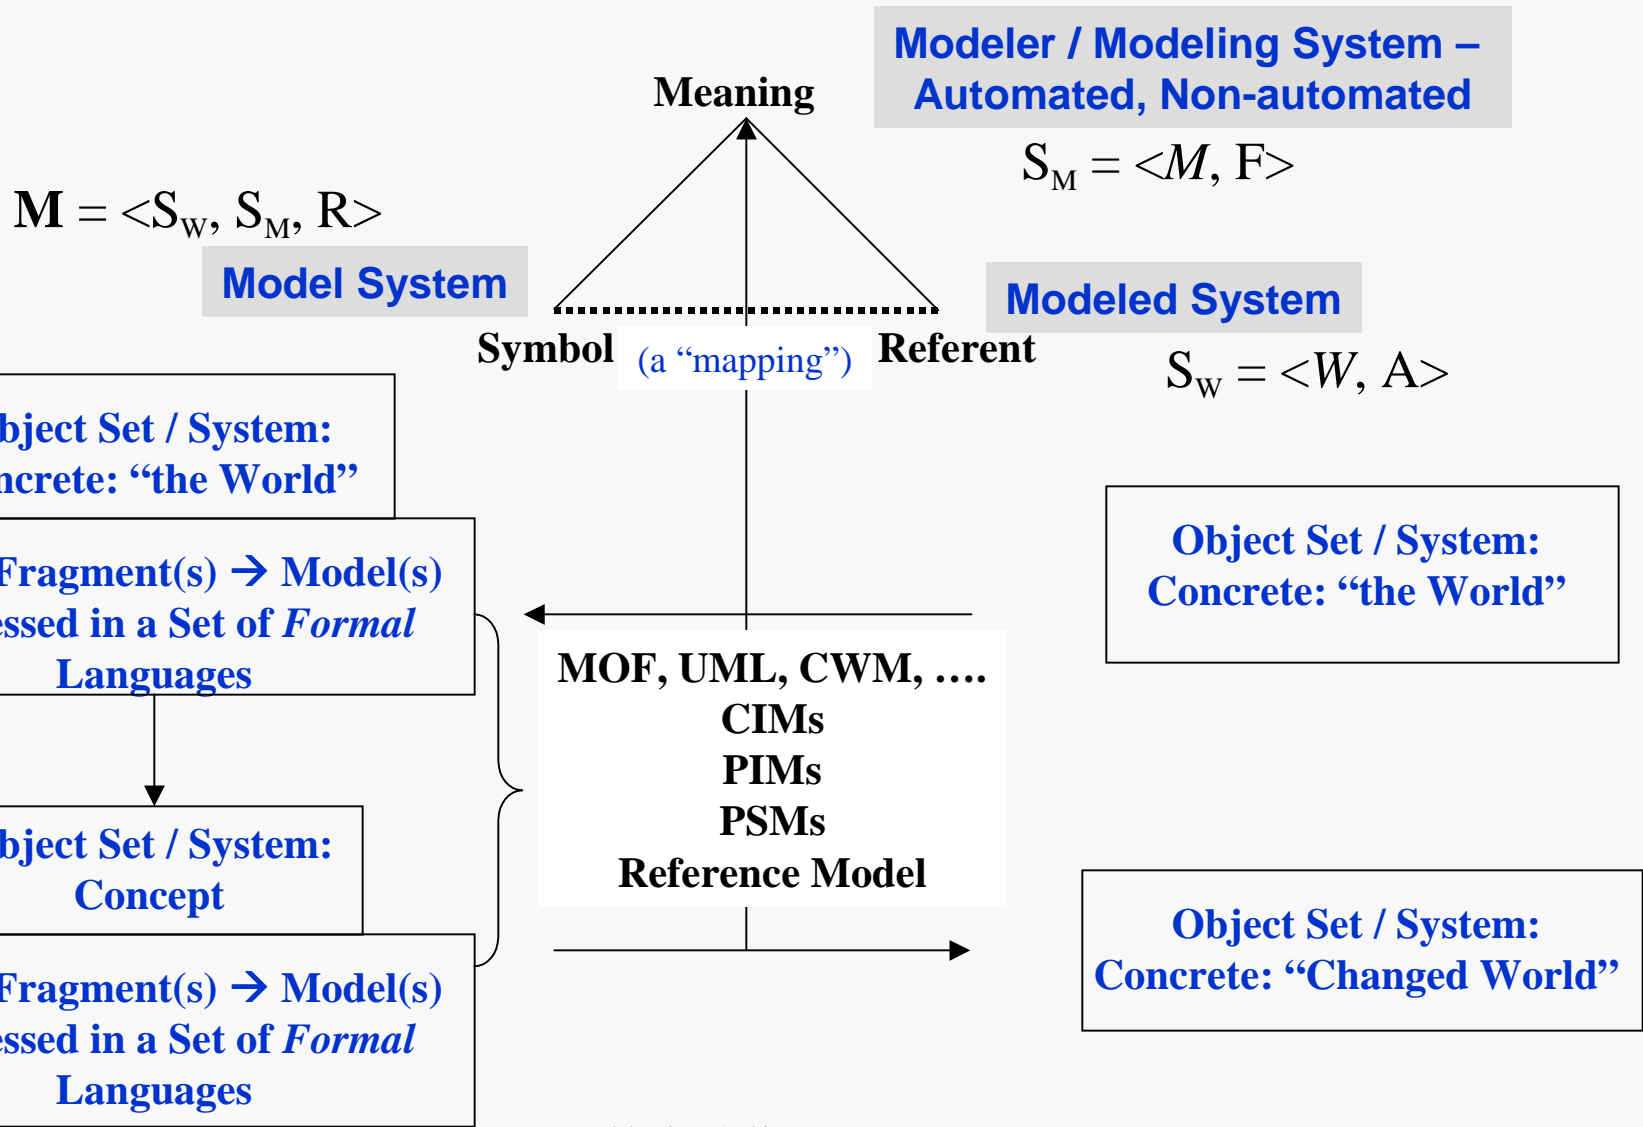 Modeler / Modeling System –
Automated, Non-automated
Meaning
S_M = <M, F>
M = <S_W, S_M, R>
Model System
Modeled System
Symbol
(a “mapping”)
Referent
S_W = <W, A>
bject Set / System:
ncrete: “the World”
Fragment(s) → Model(s)
essed in a Set of Formal
Languages
Object Set / System:
Concrete: “the World”
MOF, UML, CWM, ….
CIMs
PIMs
PSMs
Reference Model
bject Set / System:
Concept
Fragment(s) → Model(s)
essed in a Set of Formal
Languages
Object Set / System:
Concrete: “Changed World”